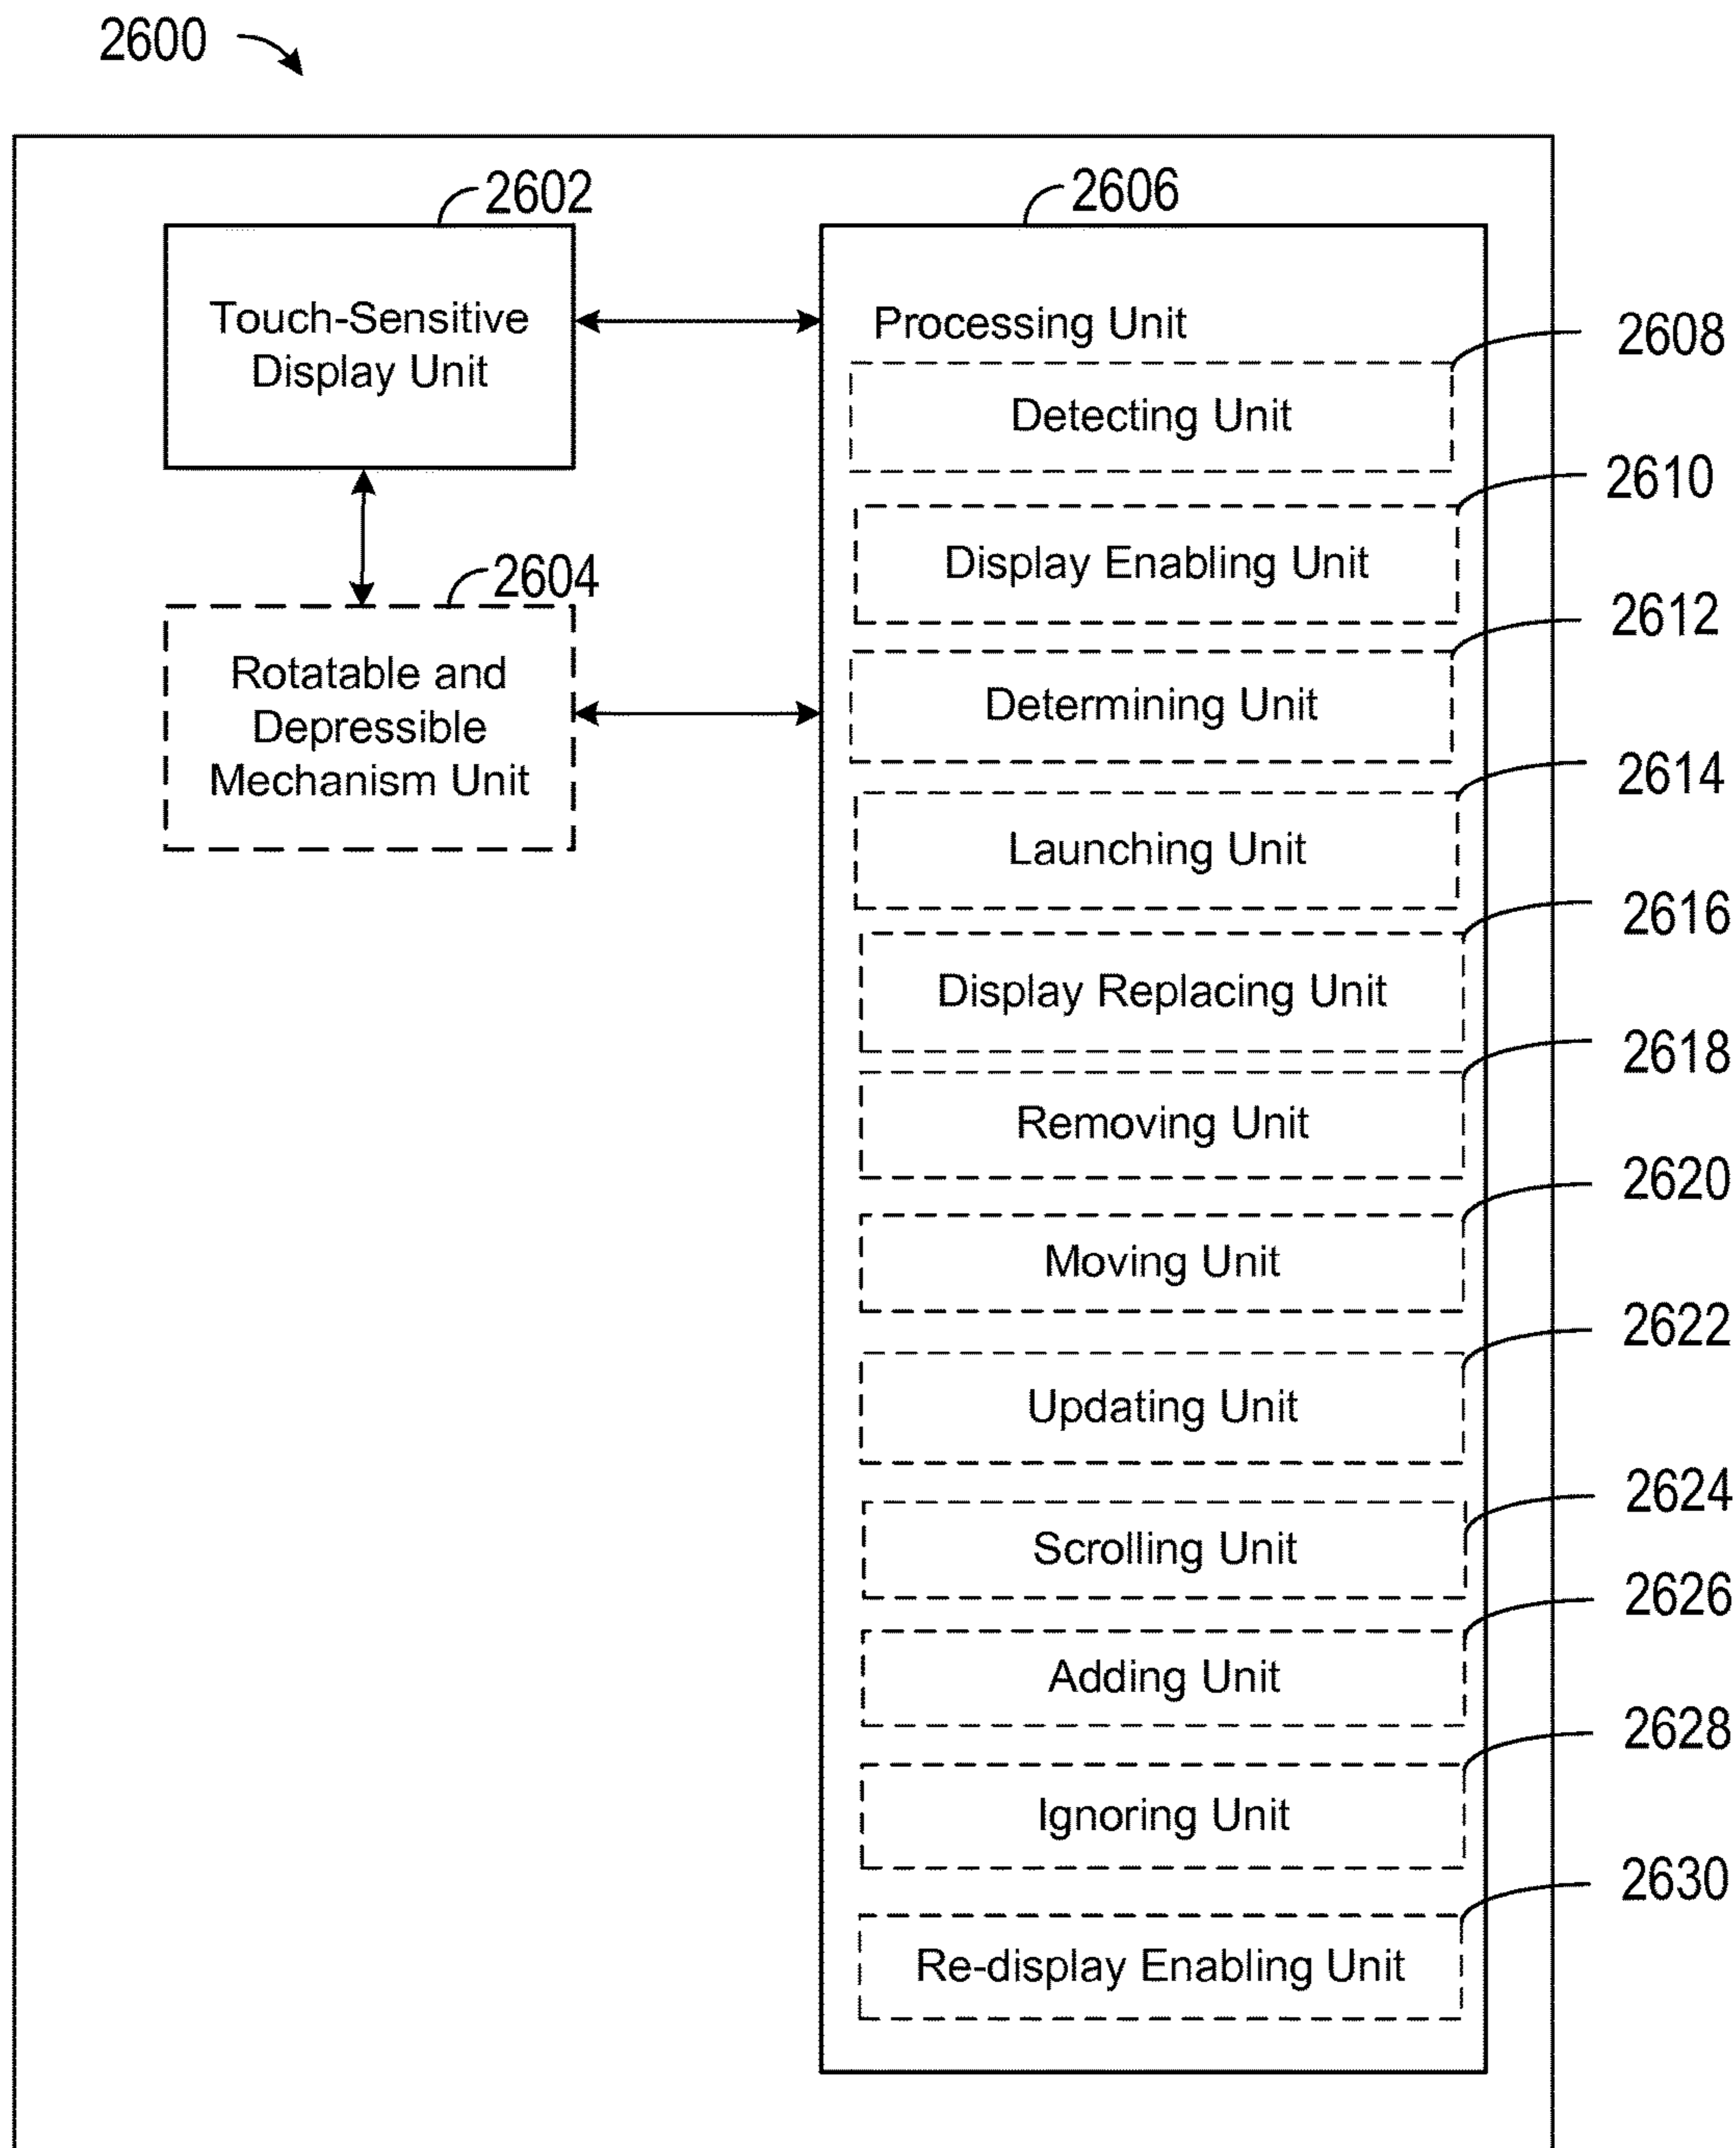 2600
2602
2606
Touch-Sensitive
Display Unit
Processing Unit
2608
Detecting Unit
2610
Display Enabling Unit
2604
2612
Rotatable and
Depressible
Mechanism Unit
Determining Unit
2614
Launching Unit
2616
Display Replacing Unit
2618
Removing Unit
2620
Moving Unit
2622
Updating Unit
2624
Scrolling Unit
2626
Adding Unit
2628
Ignoring Unit
2630
Re-display Enabling Unit